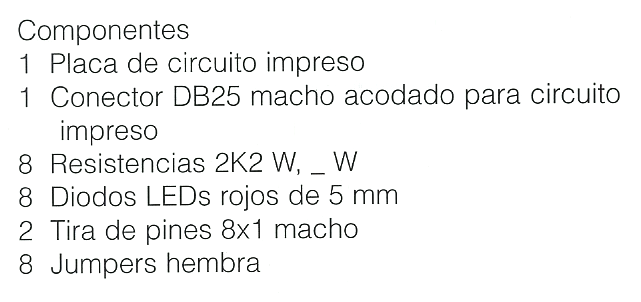 Componentes
1 Placa de circuito impreso
1 Conector DB25 macho acodado para circuito
impreso
8 Resistencias 2K2 W, _ W
8 Diodos LEDs rojos de 5 mm
2 Tira de pines 8x1 macho
8 Jumpers hembra